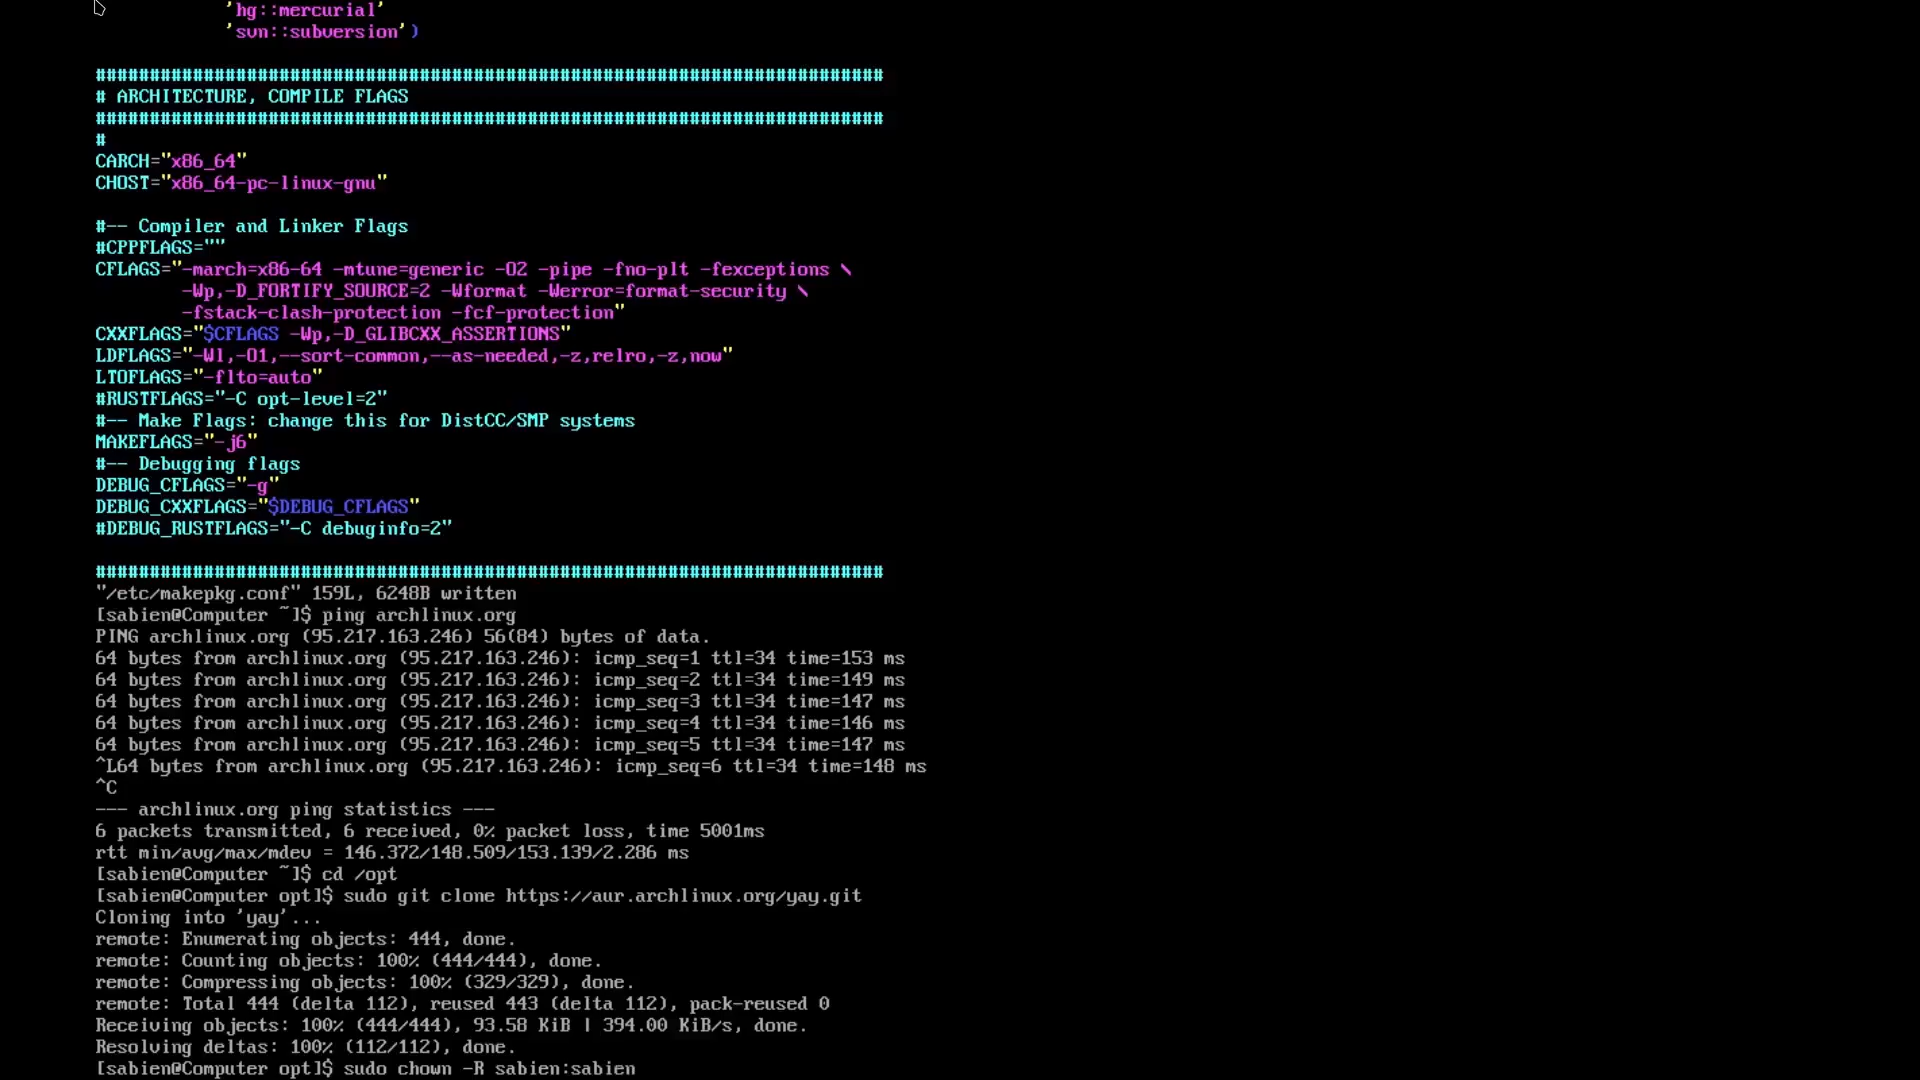 'hg::mercurial'
'svn::subversion')
#########################################################################
# ARCHITECTURE, COMPILE FLAGS
#########################################################################
#
CARCH="x86_64"
CHOST="x86_64-pc-linux-gnu"
#-- Compiler and Linker Flags
#CPPFLAGS=""
CFLAGS="-march=x86-64 -mtune=generic -O2 -pipe -fno-plt -fexceptions \
-Wp,-D_FORTIFY_SOURCE=2 -Wformat -Werror=format-security \
-fstack-clash-protection -fcf-protection"
CXXFLAGS="$CFLAGS -Wp,-D_GLIBCXX_ASSERTIONS"
LDFLAGS="-Wl,-O1,--sort-common,--as-needed,-z,relro,-z,now"
LTOFLAGS="-flto=auto"
#RUSTFLAGS="-C opt-level=2"
#-- Make Flags: change this for DistCC/SMP systems
MAKEFLAGS="-j6"
#-- Debugging flags
DEBUG_CFLAGS="-g"
DEBUG_CXXFLAGS="$DEBUG_CFLAGS"
#DEBUG_RUSTFLAGS="-C debuginfo=2"
#########################################################################
"/etc/makepkg.conf" 159L, 6248B written
[sabien@Computer ~]$ ping archlinux.org
PING archlinux.org (95.217.163.246) 56(84) bytes of data.
64 bytes from archlinux.org (95.217.163.246): icmp_seq=1 ttl=34 time=153 ms
64 bytes from archlinux.org (95.217.163.246): icmp_seq=2 ttl=34 time=149 ms
64 bytes from archlinux.org (95.217.163.246): icmp_seq=3 ttl=34 time=147 ms
64 bytes from archlinux.org (95.217.163.246): icmp_seq=4 ttl=34 time=146 ms
64 bytes from archlinux.org (95.217.163.246): icmp_seq=5 ttl=34 time=147 ms
^L64 bytes from archlinux.org (95.217.163.246): icmp_seq=6 ttl=34 time=148 ms
^C
--- archlinux.org ping statistics ---
6 packets transmitted, 6 received, 0% packet loss, time 5001ms
rtt min/avg/max/mdev = 146.372/148.509/153.139/2.286 ms
[sabien@Computer ~]$ cd /opt
[sabien@Computer opt]$ sudo git clone https://aur.archlinux.org/yay.git
Cloning into 'yay'...
remote: Enumerating objects: 444, done.
remote: Counting objects: 100% (444/444), done.
remote: Compressing objects: 100% (329/329), done.
remote: Total 444 (delta 112), reused 443 (delta 112), pack-reused 0
Receiving objects: 100% (444/444), 93.58 KiB | 394.00 KiB/s, done.
Resolving deltas: 100% (112/112), done.
[sabien@Computer opt]$ sudo chown -R sabien:sabien